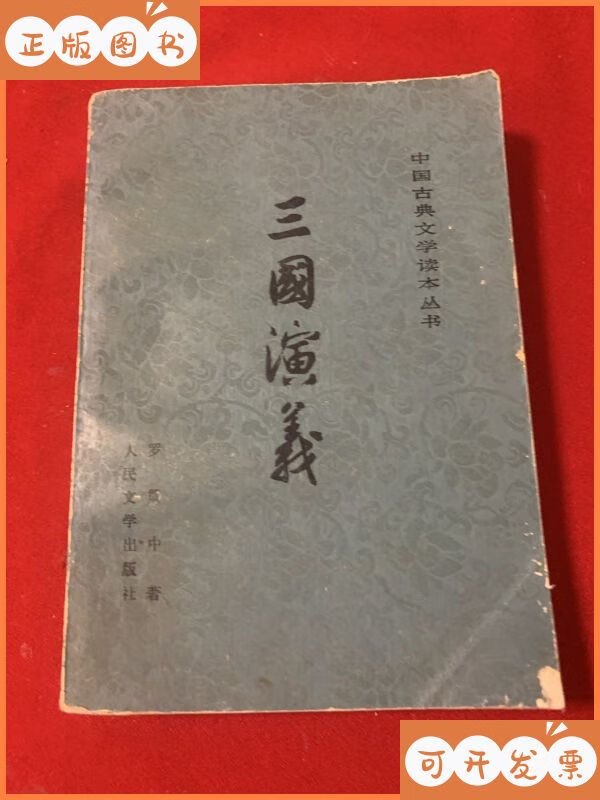 正版图书
中国古典文学读本丛书
三國演義
罗贯中著
人民文学出版社
可开发票